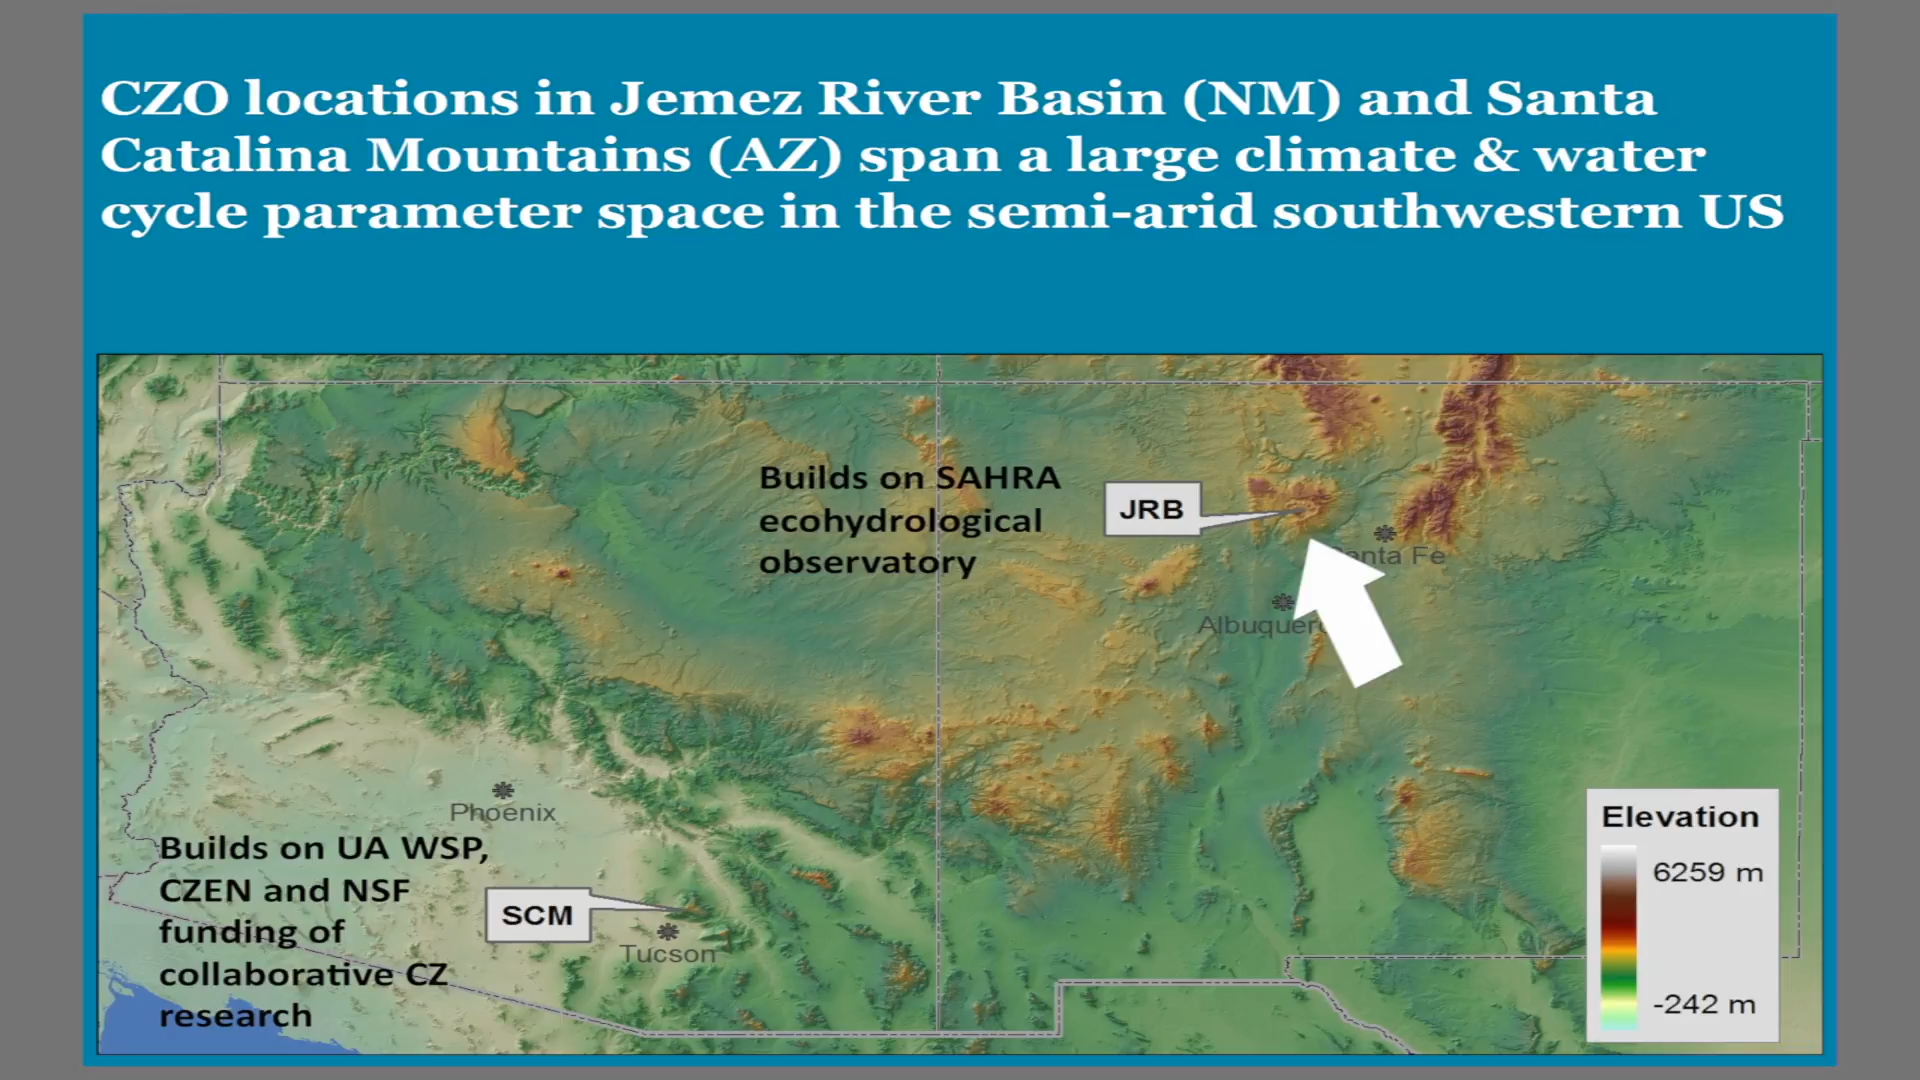 CZO locations in Jemez River Basin (NM) and Santa
Catalina Mountains (AZ) span a large climate & water
cycle parameter space in the semi-arid southwestern US
Builds on SAHRA
ecohydrological
observatory
JRB
Santa Fe
Phoenix
Builds on UA WSP,
CZEN and NSF
funding of
collaborative CZ
research
SCM
Tucson
Elevation
6259 m
-242 m